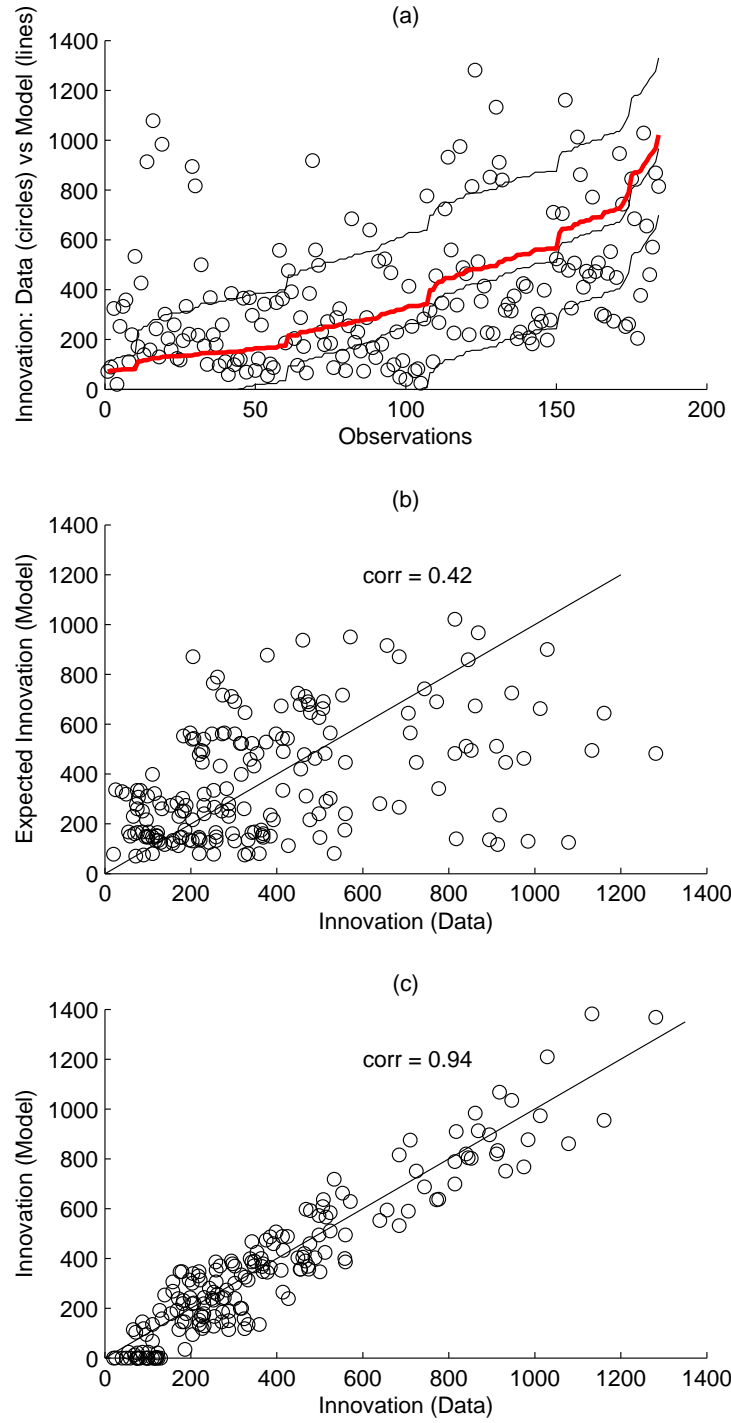 (a)
Innovation: Data (circles) vs Model (lines)
1400
1200
1000
800
600
400
200
0
0 50 100 150 200
Observations
(b)
Expected Innovation (Model)
1400
1200
1000
800
600
400
200
0
corr = 0.42
0 200 400 600 800 1000 1200 1400
Innovation (Data)
(c)
Innovation (Model)
1400
1200
1000
800
600
400
200
0
corr = 0.94
0 200 400 600 800 1000 1200 1400
Innovation (Data)